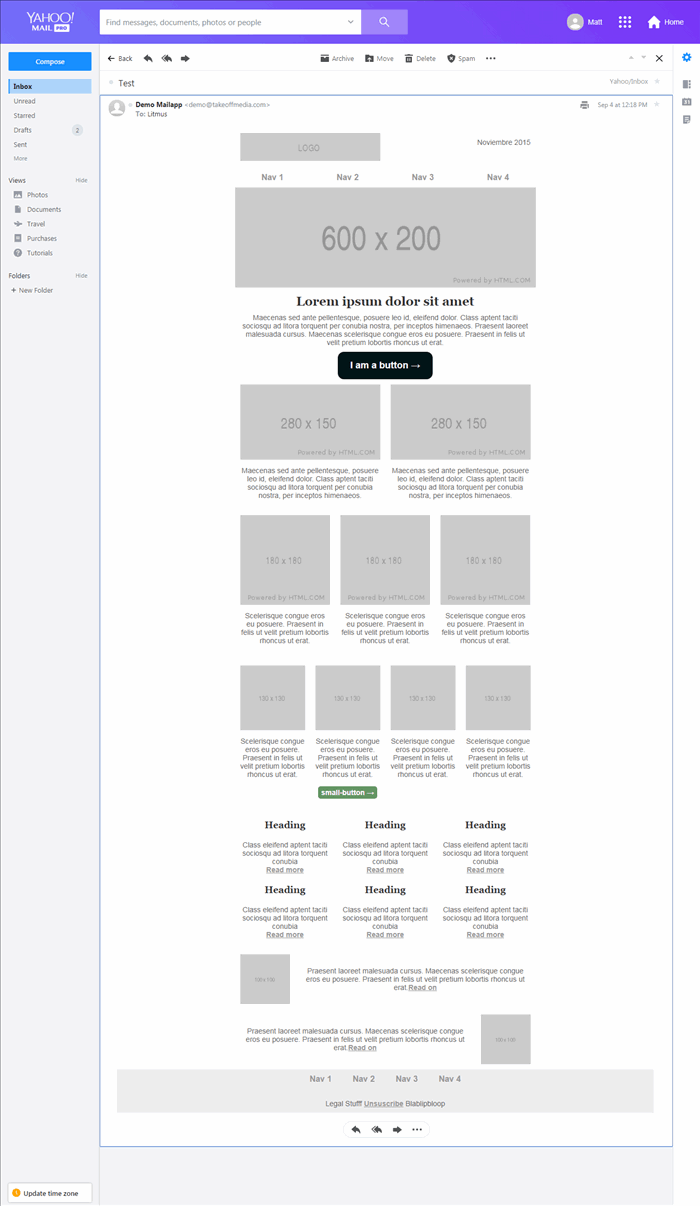 YAHOO!
MAIL PRO
Find messages, documents, photos or people
Matt
Home
Compose
Back
Archive
Move
Delete
Spam
Test
Yahoo/Inbox
Inbox
Unread
Starred
Drafts
2
Sent
More
Views
Hide
Photos
Documents
Travel
Purchases
Tutorials
Folders
Hide
+ New Folder
Demo Mailapp <demo@takeoffmedia.com>
To: Litmus
Sep 4 at 12:18 PM
LOGO
Noviembre 2015
Nav 1 Nav 2 Nav 3 Nav 4
600 x 200
Powered by HTML.COM
Lorem ipsum dolor sit amet
Maecenas sed ante pellentesque, posuere leo id, eleifend dolor. Class aptent taciti
sociosqu ad litora torquent per conubia nostra, per inceptos himenaeos. Praesent laoreet
malesuada cursus. Maecenas scelerisque congue eros eu posuere. Praesent in felis ut
velit pretium lobortis rhoncus ut erat.
I am a button →
280 x 150
Powered by HTML.COM
280 x 150
Powered by HTML.COM
Maecenas sed ante pellentesque, posuere
leo id, eleifend dolor. Class aptent taciti
sociosqu ad litora torquent per conubia
nostra, per inceptos himenaeos.
Maecenas sed ante pellentesque, posuere
leo id, eleifend dolor. Class aptent taciti
sociosqu ad litora torquent per conubia
nostra, per inceptos himenaeos.
180 x 180
Powered by HTML.COM
180 x 180
Powered by HTML.COM
180 x 180
Powered by HTML.COM
Scelerisque congue eros
eu posuere. Praesent in
felis ut velit pretium lobortis
rhoncus ut erat.
Scelerisque congue eros
eu posuere. Praesent in
felis ut velit pretium lobortis
rhoncus ut erat.
Scelerisque congue eros
eu posuere. Praesent in
felis ut velit pretium lobortis
rhoncus ut erat.
130 x 130
130 x 130
130 x 130
130 x 130
Scelerisque congue
eros eu posuere.
Praesent in felis ut
velit pretium lobortis
rhoncus ut erat.
Scelerisque congue
eros eu posuere.
Praesent in felis ut
velit pretium lobortis
rhoncus ut erat.
Scelerisque congue
eros eu posuere.
Praesent in felis ut
velit pretium lobortis
rhoncus ut erat.
Scelerisque congue
eros eu posuere.
Praesent in felis ut
velit pretium lobortis
rhoncus ut erat.
small-button →
Heading
Class eleifend aptent taciti
sociosqu ad litora torquent
conubia
Read more
Heading
Class eleifend aptent taciti
sociosqu ad litora torquent
conubia
Read more
Heading
Class eleifend aptent taciti
sociosqu ad litora torquent
conubia
Read more
Heading
Class eleifend aptent taciti
sociosqu ad litora torquent
conubia
Read more
Heading
Class eleifend aptent taciti
sociosqu ad litora torquent
conubia
Read more
Heading
Class eleifend aptent taciti
sociosqu ad litora torquent
conubia
Read more
100 x 100
Praesent laoreet malesuada cursus. Maecenas scelerisque congue
eros eu posuere. Praesent in felis ut velit pretium lobortis rhoncus ut
erat.Read on
Praesent laoreet malesuada cursus. Maecenas scelerisque congue
eros eu posuere. Praesent in felis ut velit pretium lobortis rhoncus ut
erat.Read on
100 x 100
Nav 1 Nav 2 Nav 3 Nav 4
Legal Stuff Unsuscribe Blablipbloop
Update time zone